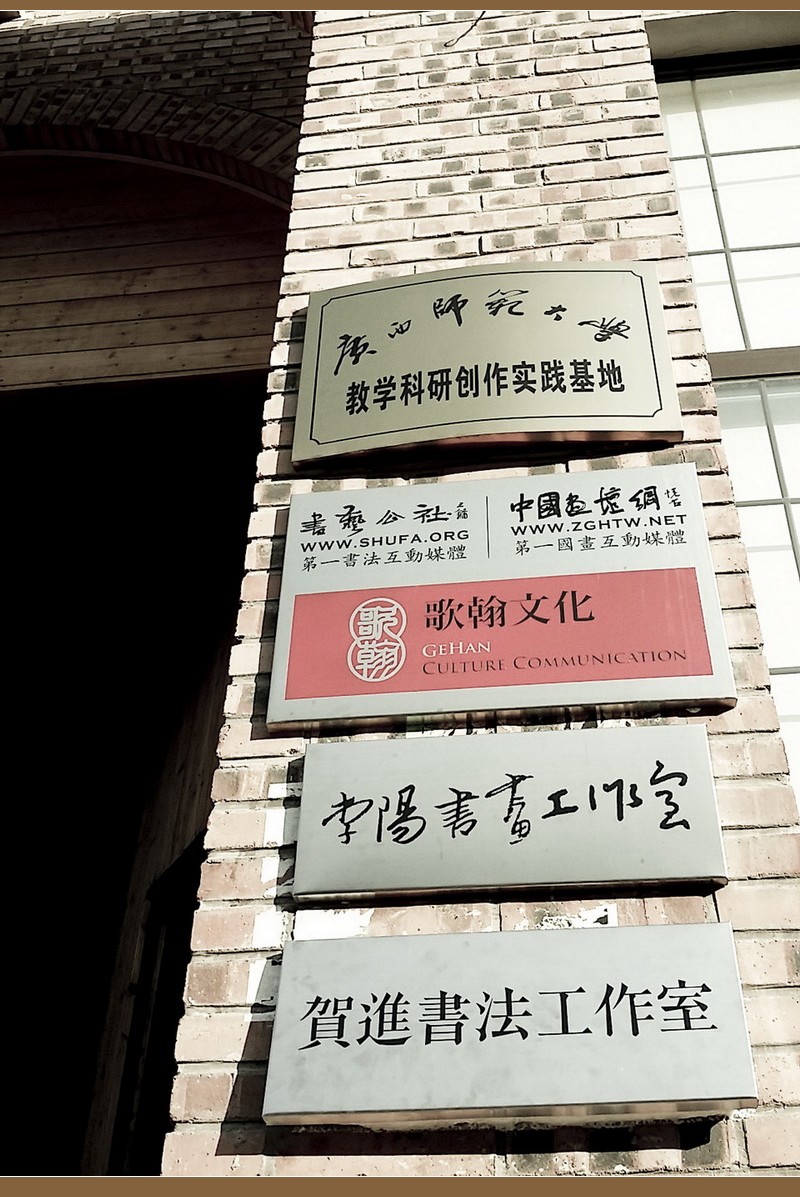 廣西師範大學
教学科研创作实践基地
書藝公社
WWW.SHUFA.ORG
第一書法互動媒體
中國畫壇網
WWW.ZGHTW.NET
第一國畫互動媒體
歌翰
歌翰文化
GEHAN
CULTURE COMMUNICATION
李陽書畫工作室
賀進書法工作室